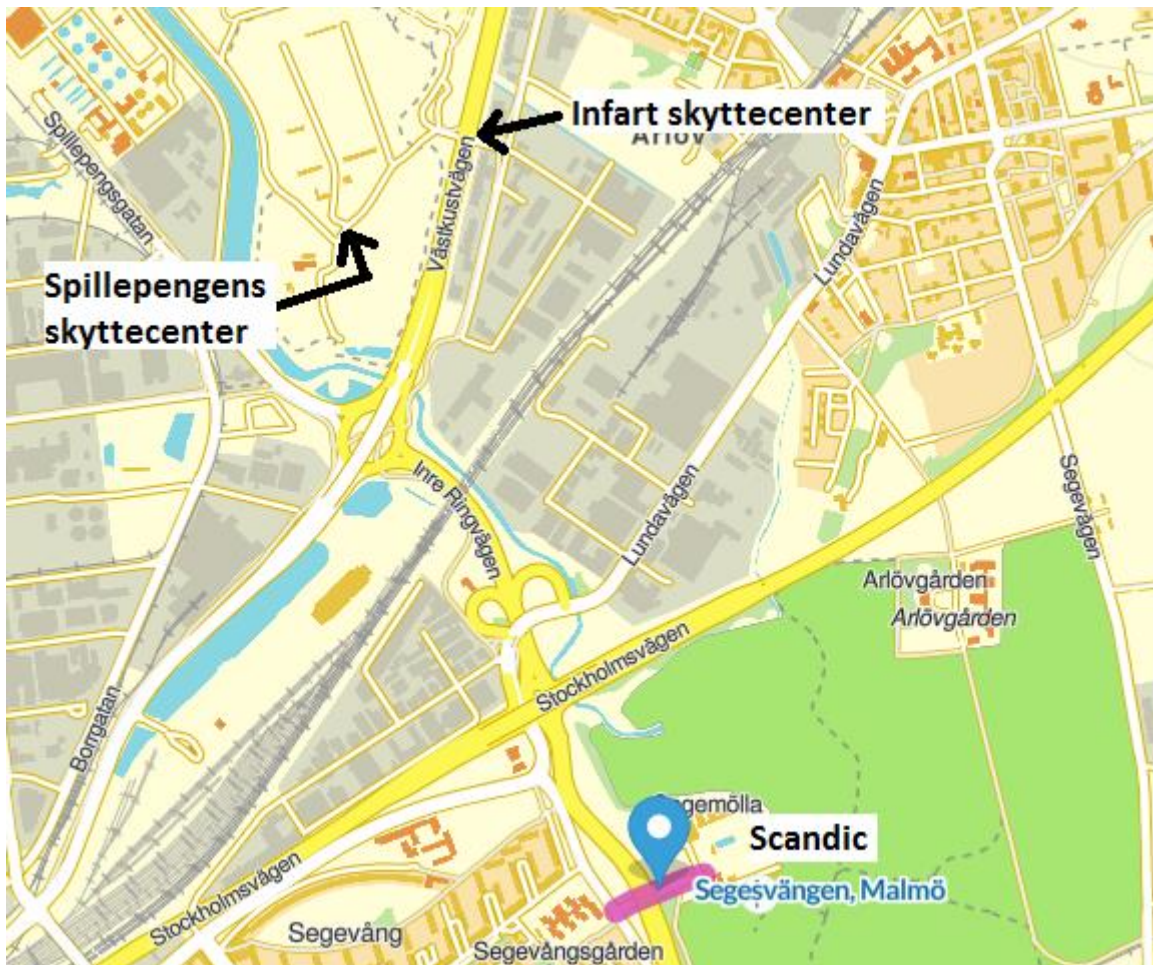 Infart skyttecenter
Arlöv
Spillepengsgatan
Västkustvägen
Lundavägen
Spillepengens
skyttecenter
Inre Ringvägen
Lundavägen
Segevägen
Arlövgården
Arlövgården
Stockholmsvägen
Borrgatan
Scandic
Segesvängen, Malmö
Stockholmsvägen
Segevång
Segevångsgården